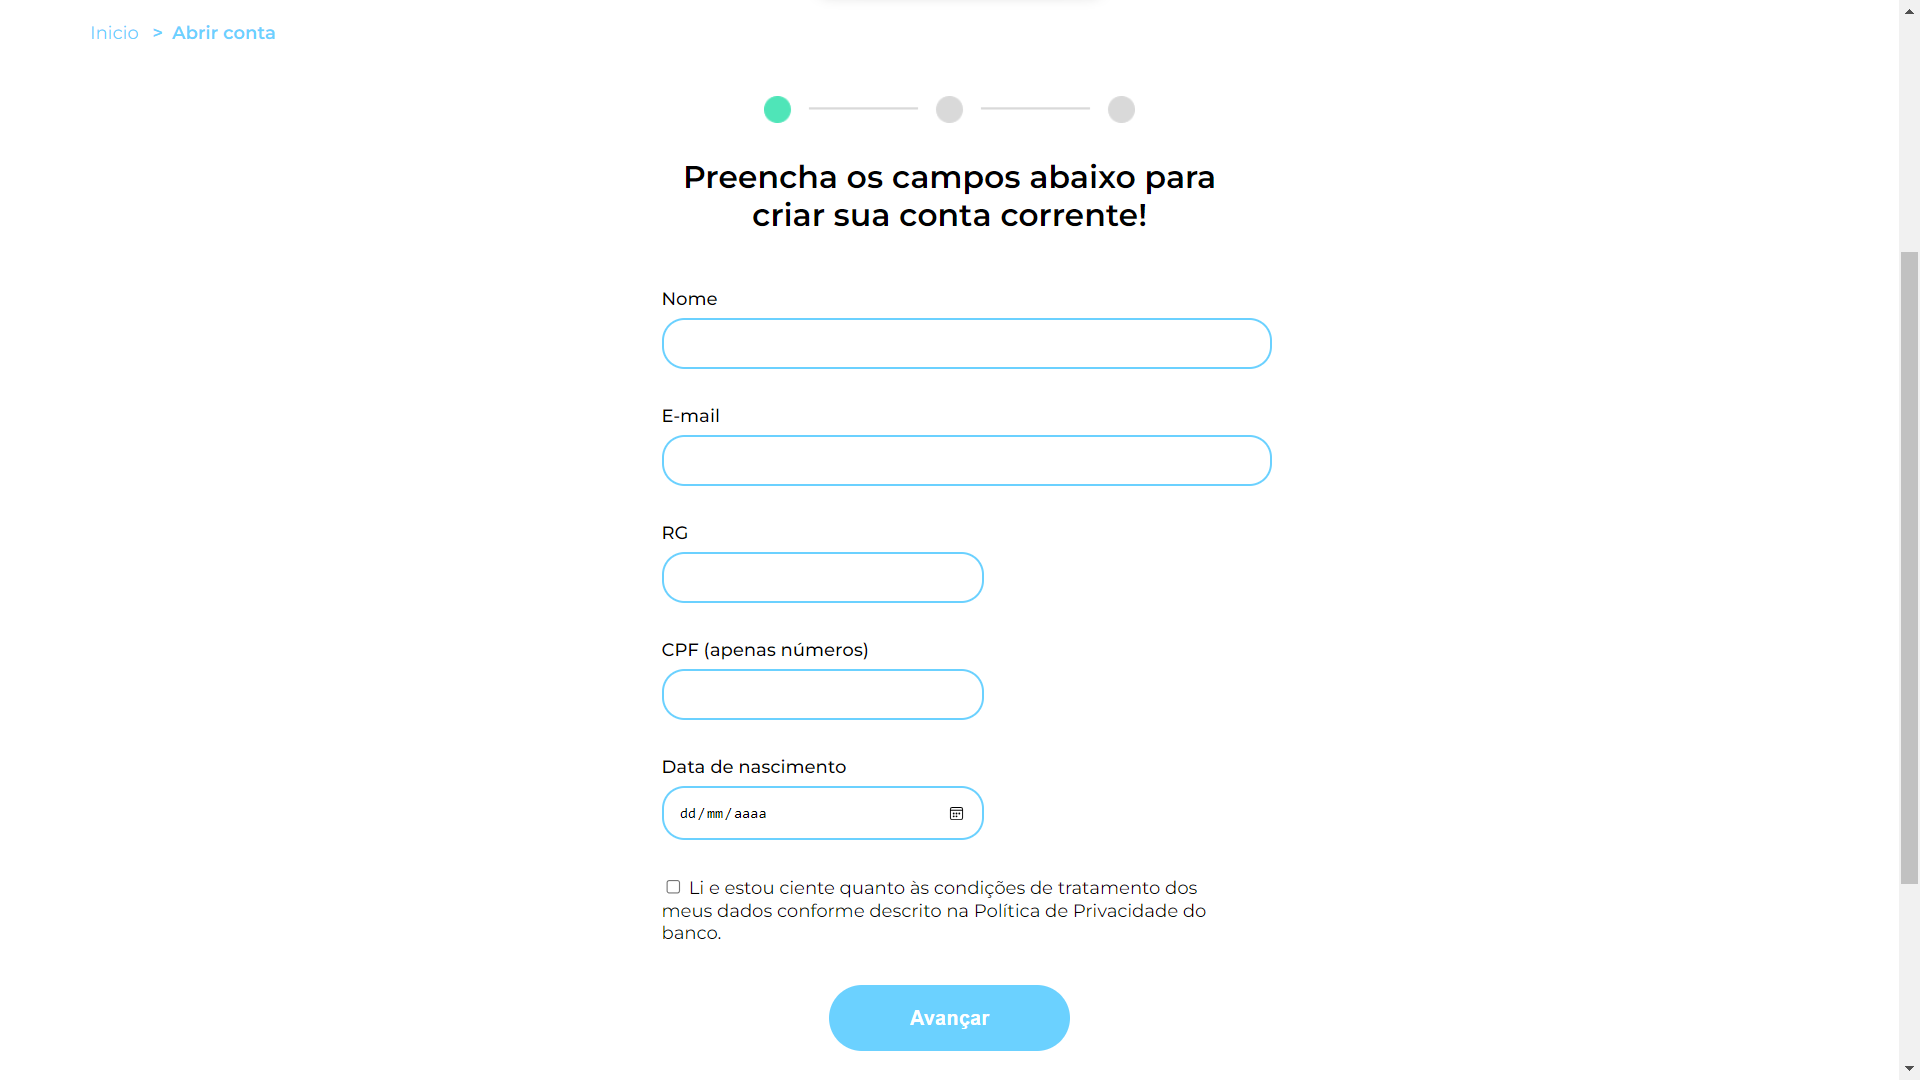 Inicio > Abrir conta
Preencha os campos abaixo para
criar sua conta corrente!
Nome
E-mail
RG
CPF (apenas números)
Data de nascimento
dd/mm/aaaa
Li e estou ciente quanto às condições de tratamento dos
meus dados conforme descrito na Política de Privacidade do
banco.
Avançar